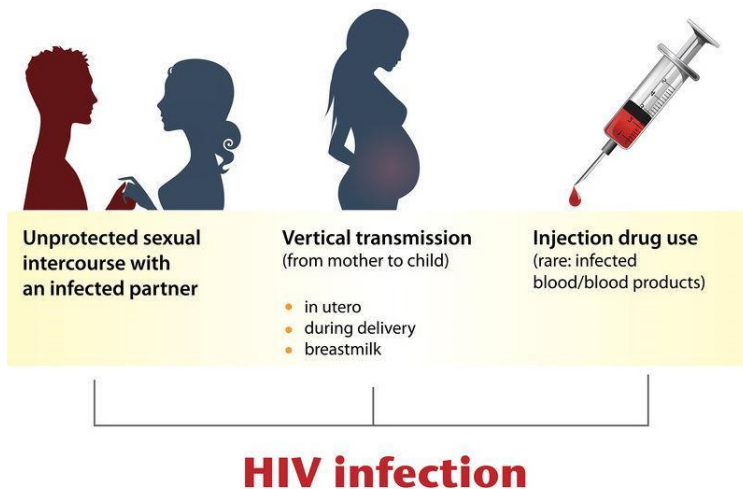 Unprotected sexual
intercourse with
an infected partner
Vertical transmission
(from mother to child)
• in utero
• during delivery
• breastmilk
Injection drug use
(rare: infected
blood/blood products)
HIV infection